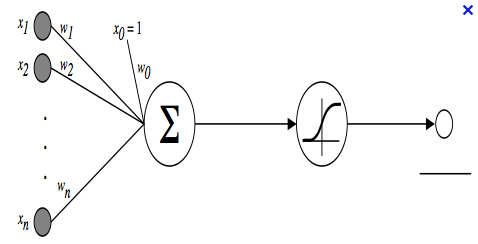 x1 w1
x0 = 1
x2 w2
w0
Σ
.
.
.
wn
xn